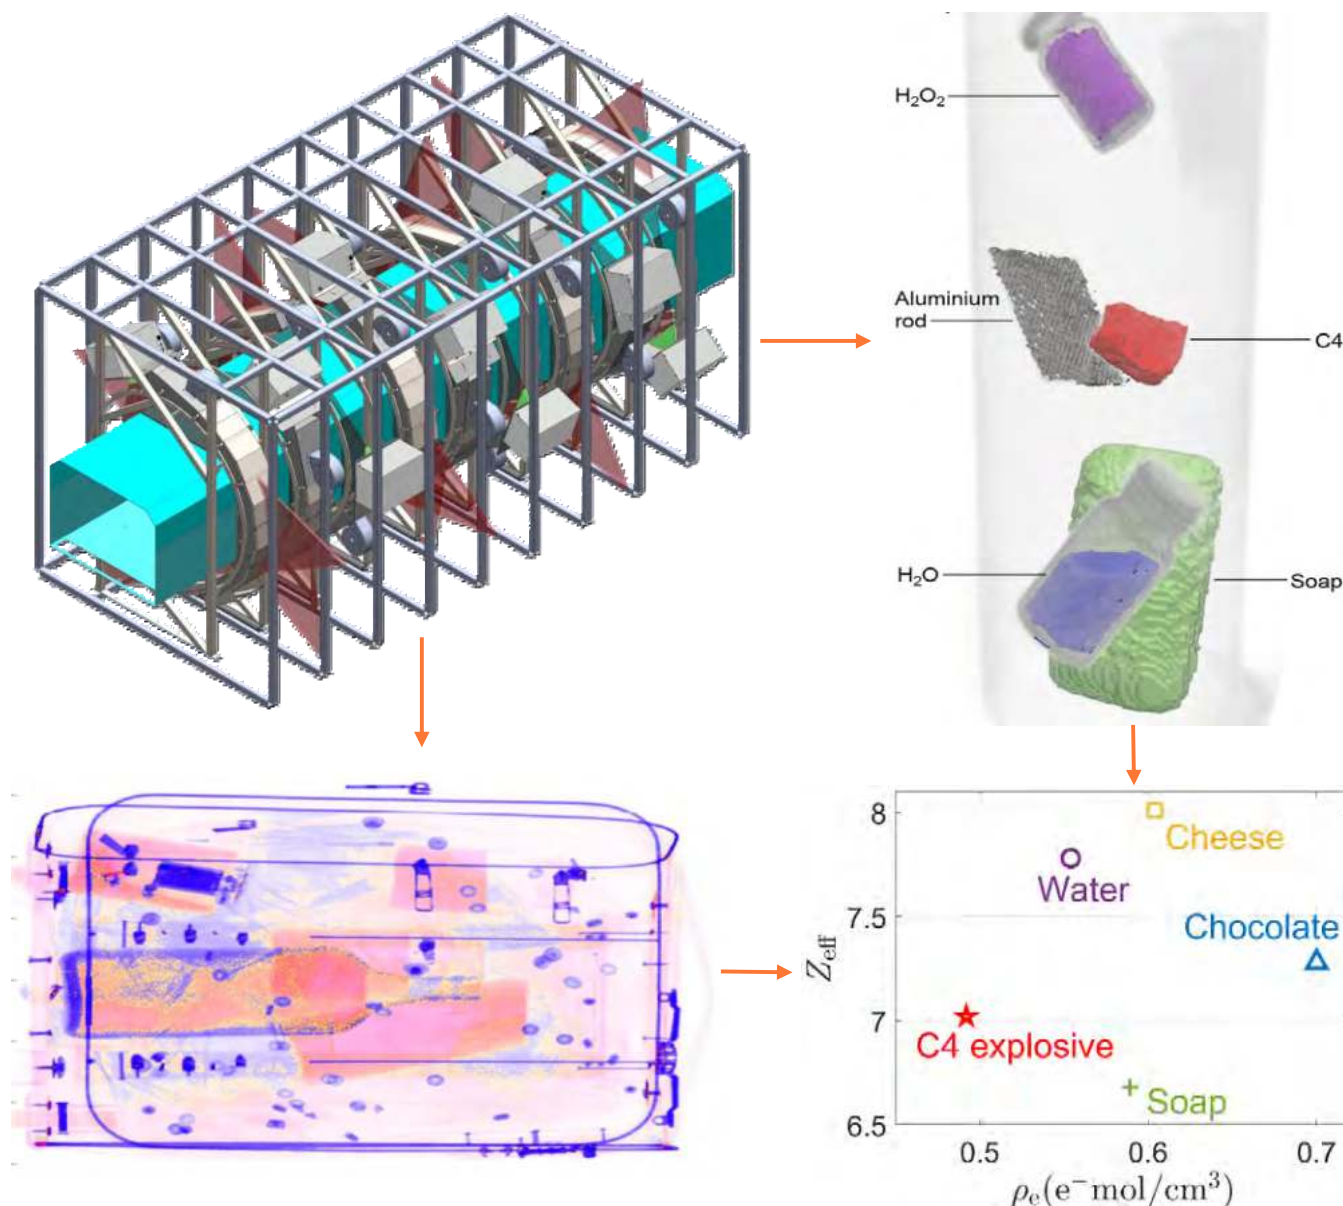 H₂O₂
Aluminium
rod
C4
H₂O
Soap
8
7.5
7
6.5
Z_eff
Cheese
Water
Chocolate
C4 explosive
Soap
0.5 0.6 0.7
ρₑ(e⁻mol/cm³)